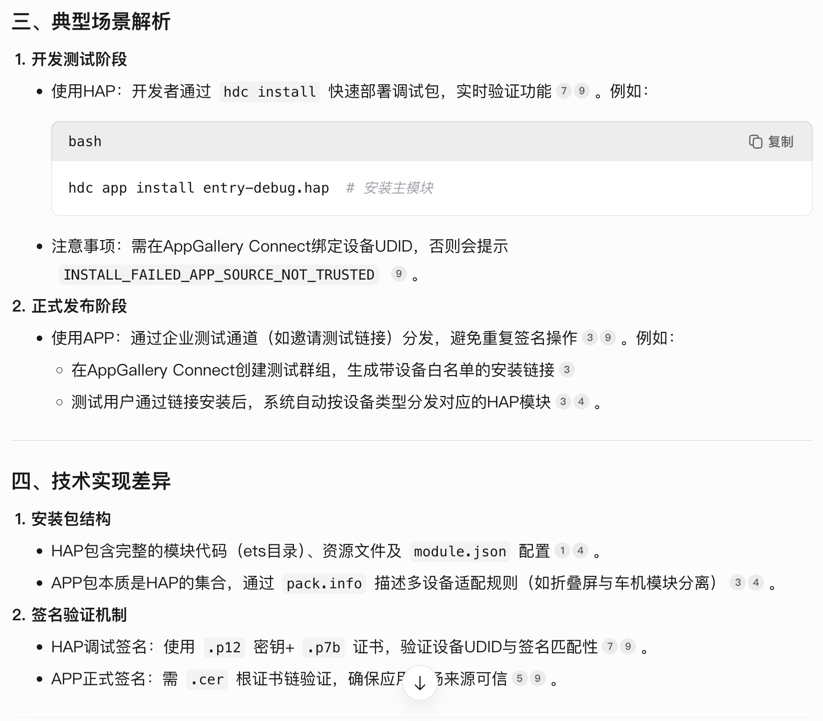 三、典型场景解析
1. 开发测试阶段
• 使用HAP：开发者通过 hdc install 快速部署调试包，实时验证功能 7 9 。例如：
bash 复制
hdc app install entry-debug.hap # 安装主模块
• 注意事项：需在AppGallery Connect绑定设备UDID，否则会提示
INSTALL_FAILED_APP_SOURCE_NOT_TRUSTED 9 。
2. 正式发布阶段
• 使用APP：通过企业测试通道（如邀请测试链接）分发，避免重复签名操作 3 9 。例如：
○ 在AppGallery Connect创建测试群组，生成带设备白名单的安装链接 3
○ 测试用户通过链接安装后，系统自动按设备类型分发对应的HAP模块 3 4 。
四、技术实现差异
1. 安装包结构
• HAP包含完整的模块代码（ets目录）、资源文件及 module.json 配置 1 4 。
• APP包本质是HAP的集合，通过 pack.info 描述多设备适配规则（如折叠屏与车机模块分离） 3 4 。
2. 签名验证机制
• HAP调试签名：使用 .p12 密钥+ .p7b 证书，验证设备UDID与签名匹配性 7 9 。
• APP正式签名：需 .cer 根证书链验证，确保应用 场来源可信 5 9 。